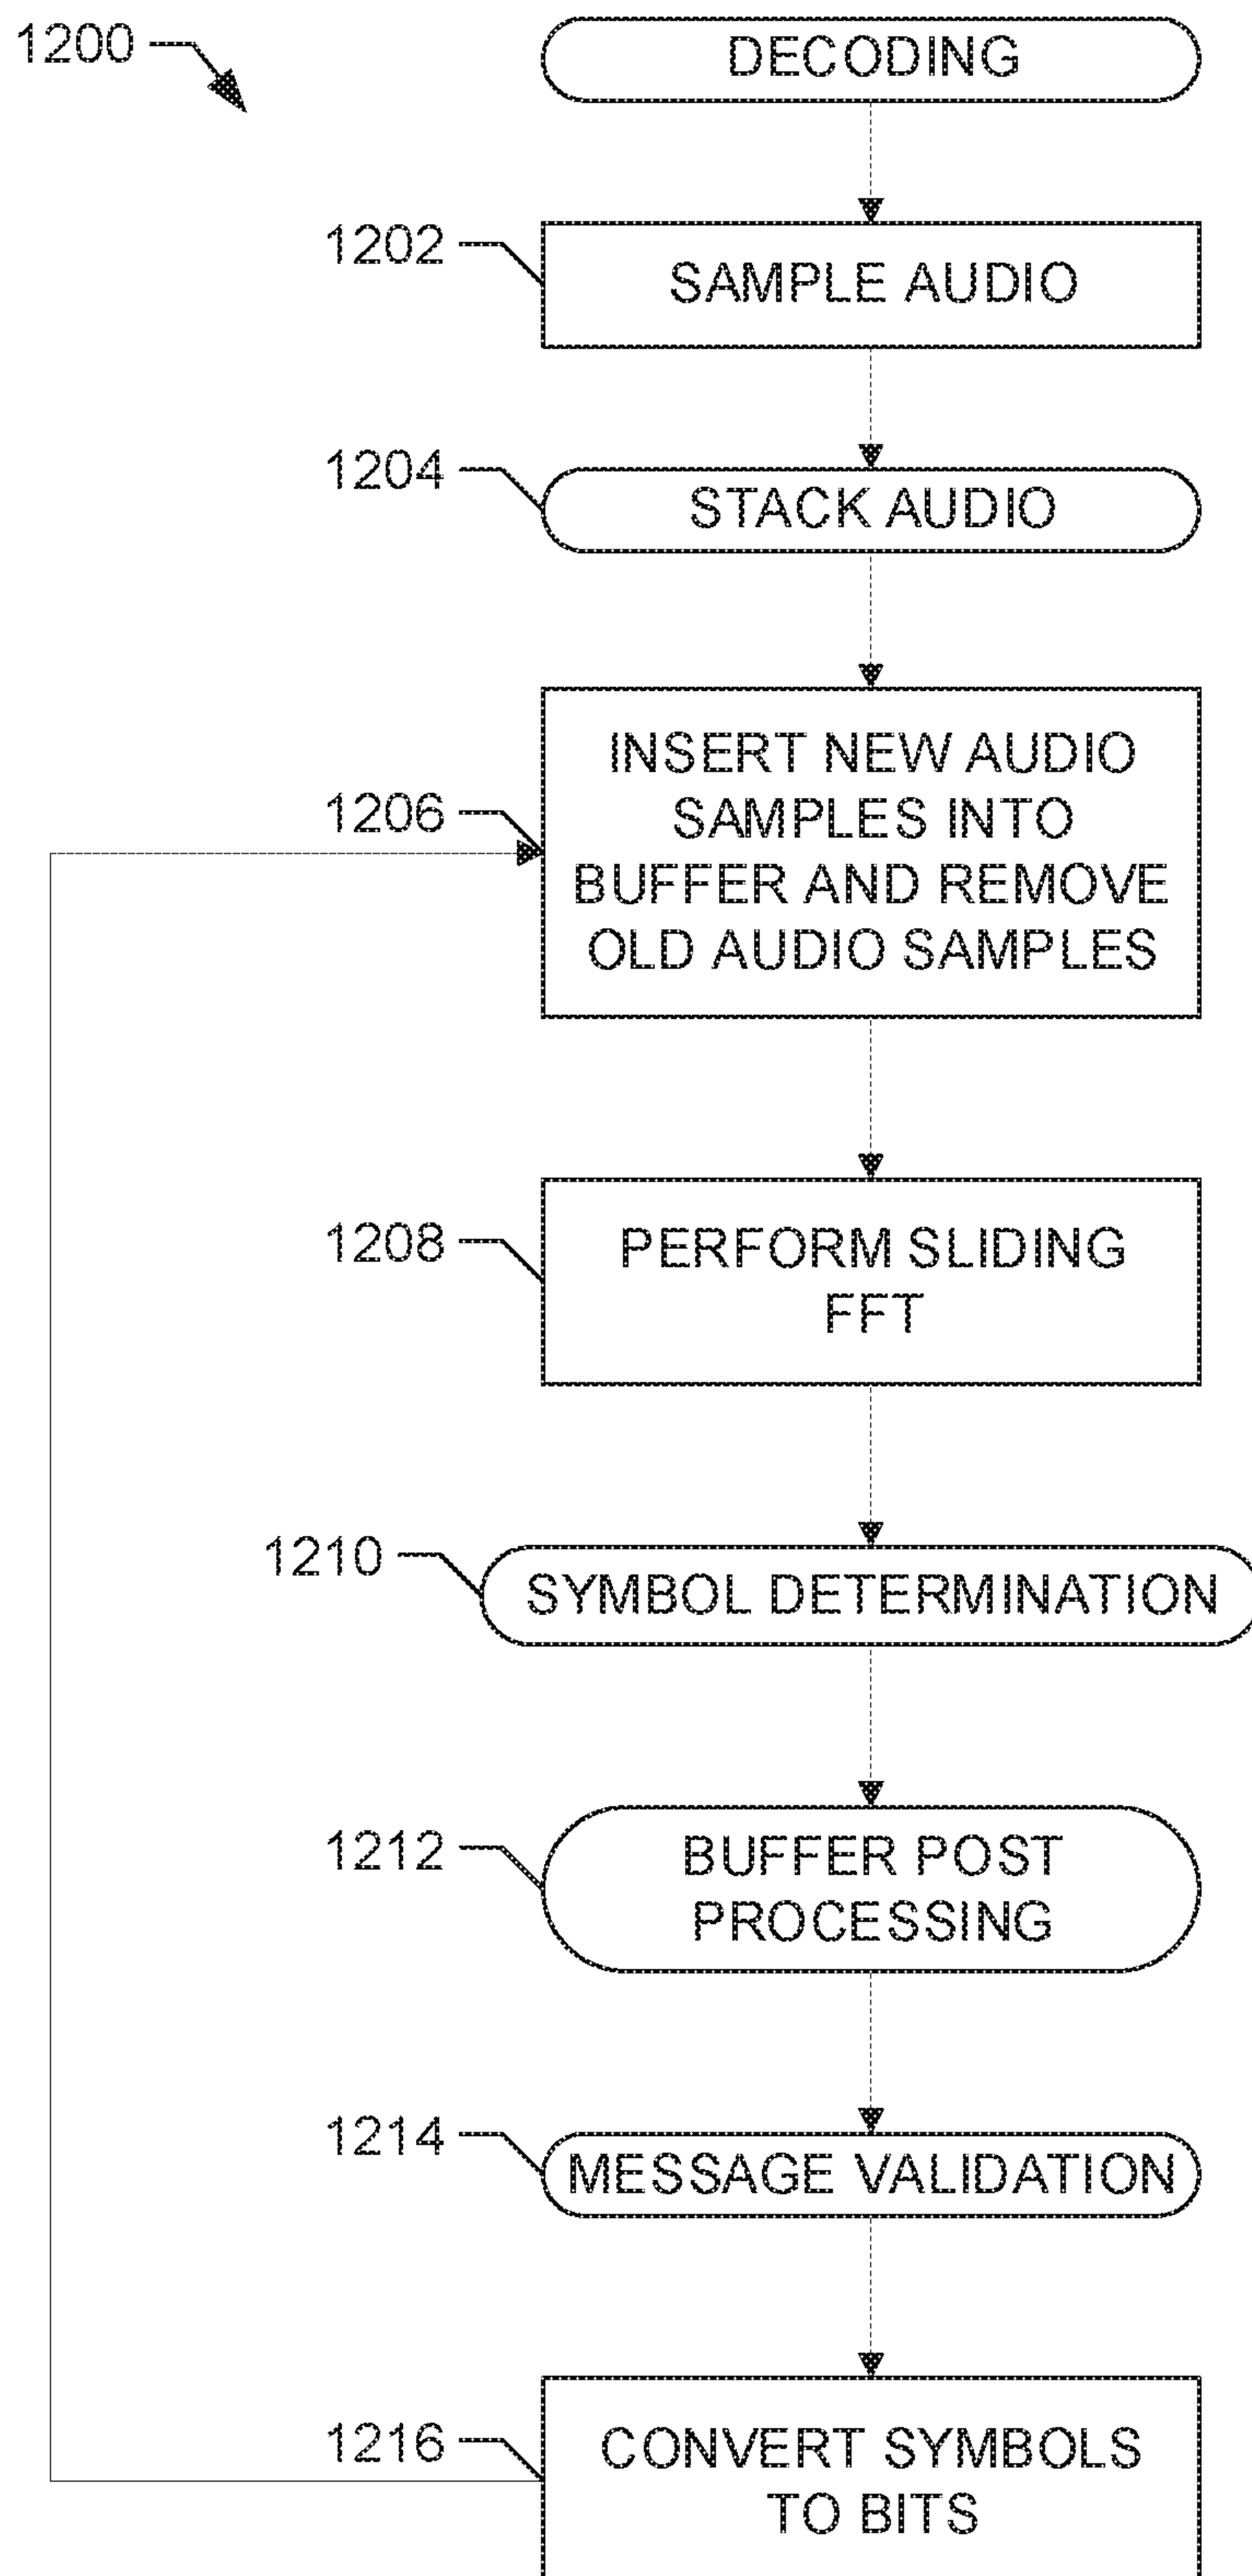 1200
DECODING
1202
SAMPLE AUDIO
1204
STACK AUDIO
1206
INSERT NEW AUDIO
SAMPLES INTO
BUFFER AND REMOVE
OLD AUDIO SAMPLES
1208
PERFORM SLIDING
FFT
1210
SYMBOL DETERMINATION
1212
BUFFER POST
PROCESSING
1214
MESSAGE VALIDATION
1216
CONVERT SYMBOLS
TO BITS